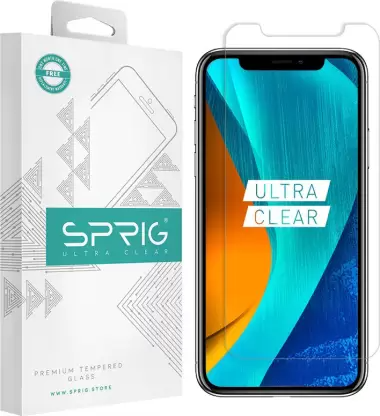 FREE
SPRIG®
ULTRA CLEAR
PREMIUM TEMPERED
GLASS
WWW.SPRIG.STORE
ULTRA
CLEAR